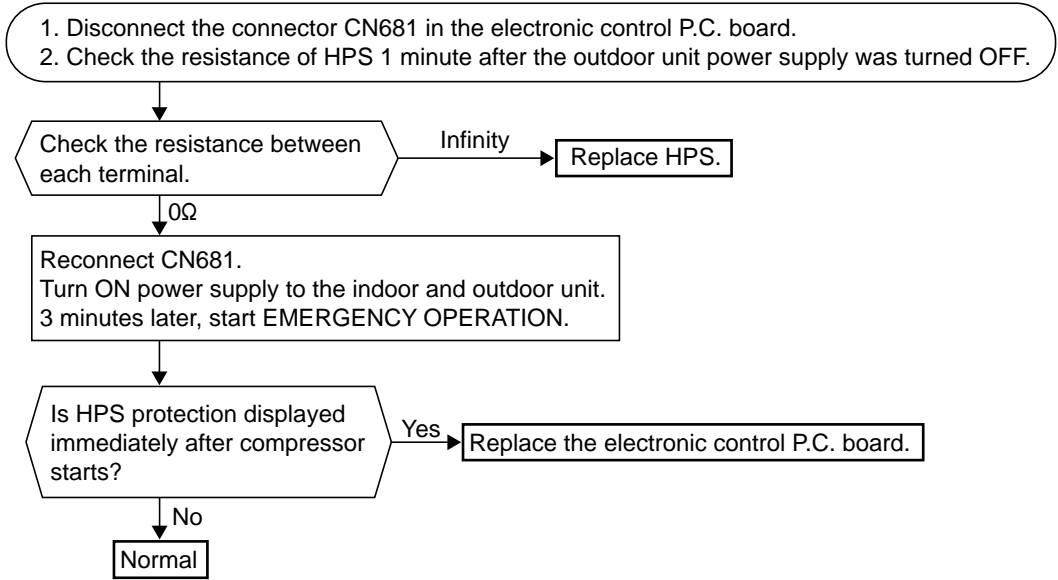 1. Disconnect the connector CN681 in the electronic control P.C. board.
2. Check the resistance of HPS 1 minute after the outdoor unit power supply was turned OFF.
Check the resistance between
each terminal.
Infinity
Replace HPS.
0Ω
Reconnect CN681.
Turn ON power supply to the indoor and outdoor unit.
3 minutes later, start EMERGENCY OPERATION.
Is HPS protection displayed
immediately after compressor
starts?
Yes
Replace the electronic control P.C. board.
No
Normal